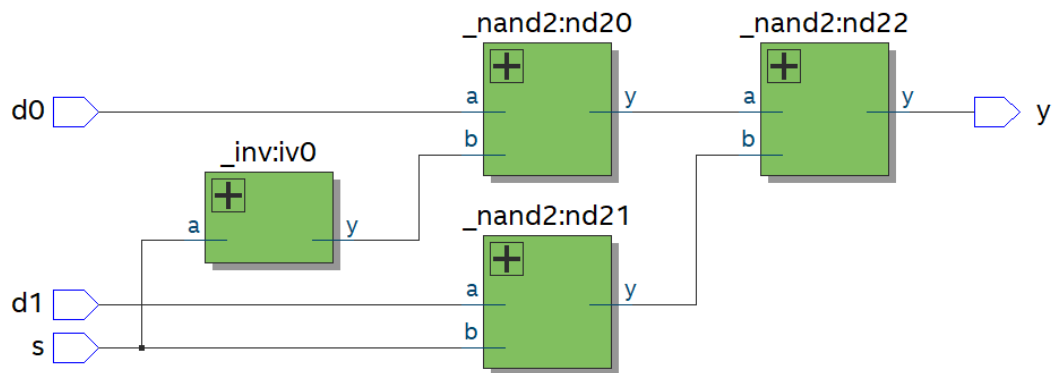 _nand2:nd20
_nand2:nd22
d0
a
y
a
y
y
b
b
_inv:iv0
a
y
_nand2:nd21
d1
a
y
s
b